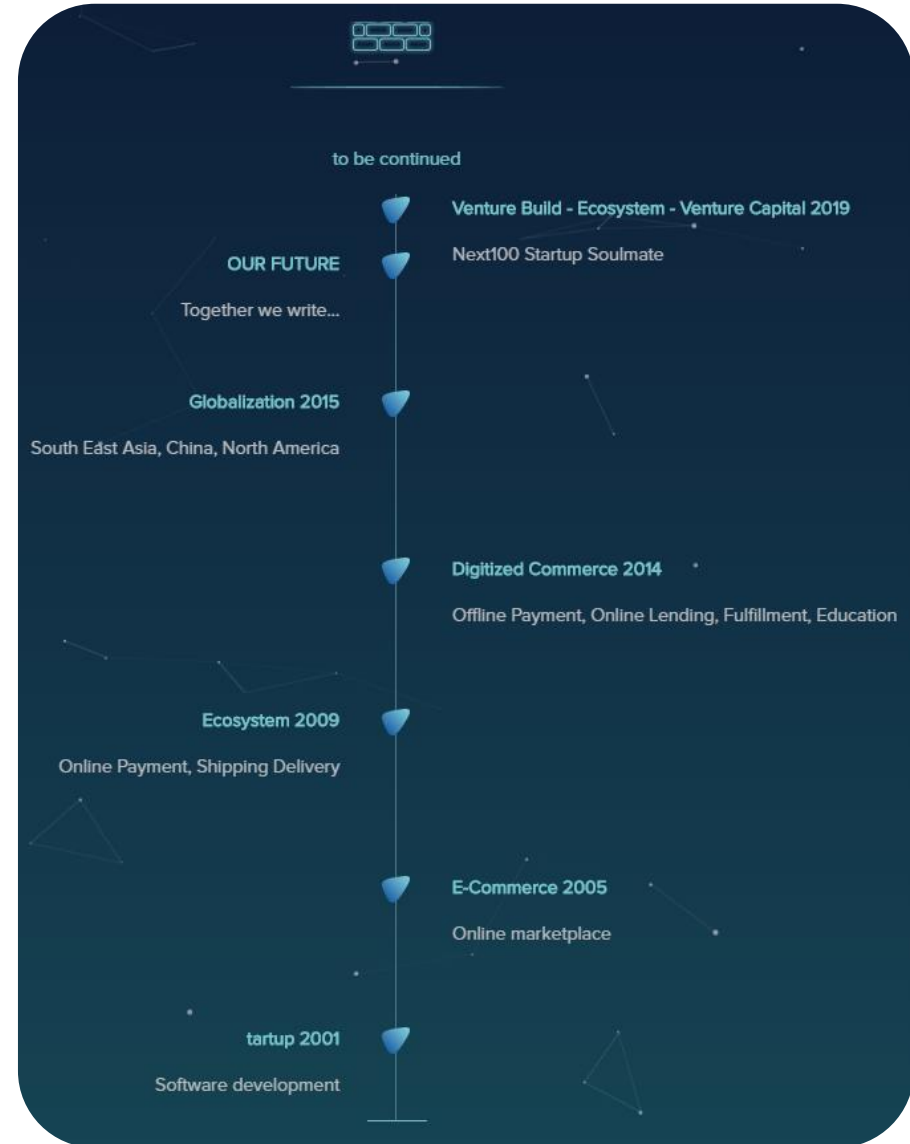 to be continued
Venture Build - Ecosystem - Venture Capital 2019
Next100 Startup Soulmate
OUR FUTURE
Together we write...
Globalization 2015
South East Asia, China, North America
Digitized Commerce 2014
Offline Payment, Online Lending, Fulfillment, Education
Ecosystem 2009
Online Payment, Shipping Delivery
E-Commerce 2005
Online marketplace
tartup 2001
Software development